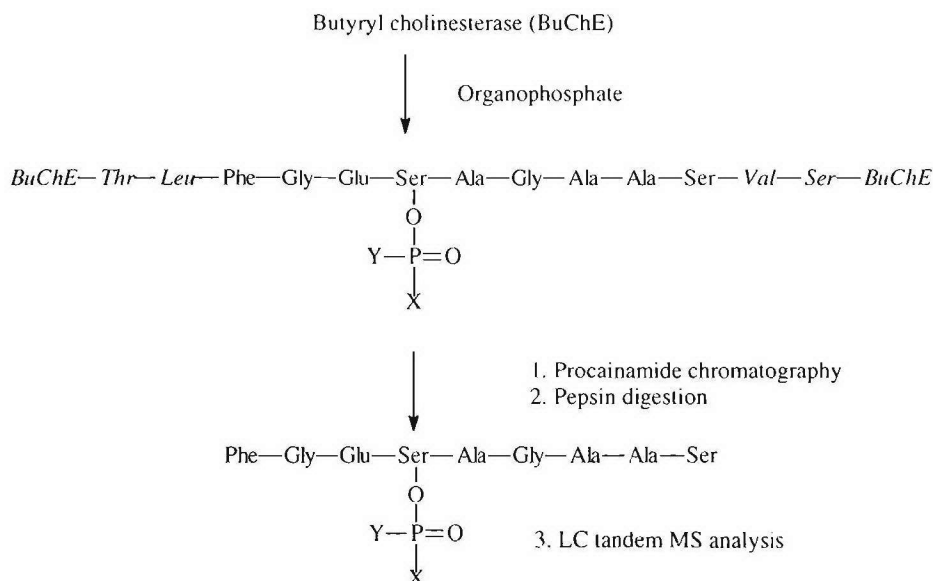 Butyryl cholinesterase (BuChE)
Organophosphate
BuChE—Thr—Leu—Phe—Gly—Glu—Ser—Ala—Gly—Ala—Ala—Ser—Val—Ser—BuChE
O
Y—P=O
X
1. Procainamide chromatography
2. Pepsin digestion
Phe—Gly—Glu—Ser—Ala—Gly—Ala—Ala—Ser
O
Y—P=O
3. LC tandem MS analysis
X